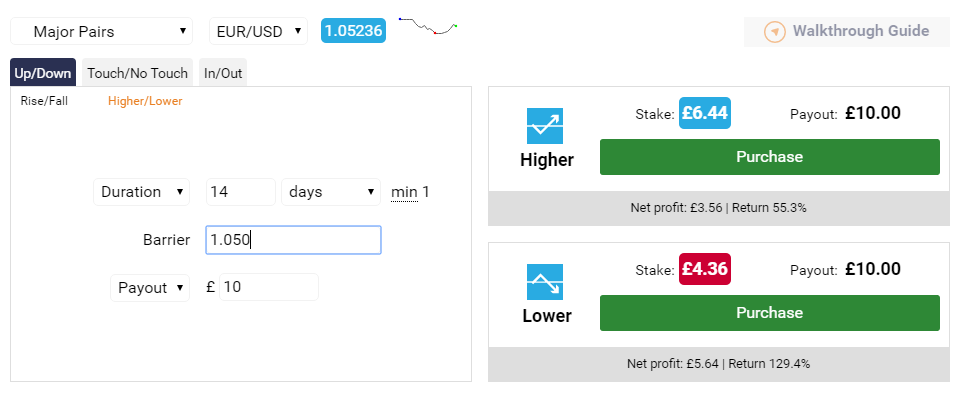 Major Pairs EUR/USD 1.05236 Walkthrough Guide
Up/Down Touch/No Touch In/Out
Rise/Fall Higher/Lower
Duration 14 days min 1
Barrier 1.050
Payout £ 10
Higher
Stake: £6.44 Payout: £10.00
Purchase
Net profit: £3.56 | Return 55.3%
Lower
Stake: £4.36 Payout: £10.00
Purchase
Net profit: £5.64 | Return 129.4%